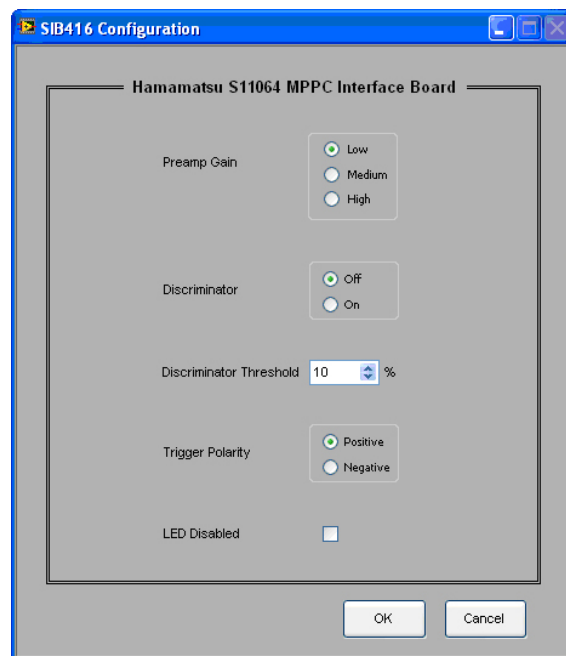 SIB416 Configuration
Hamamatsu S11064 MPPC Interface Board
Preamp Gain
Low
Medium
High
Discriminator
Off
On
Discriminator Threshold 10 %
Trigger Polarity
Positive
Negative
LED Disabled
OK Cancel